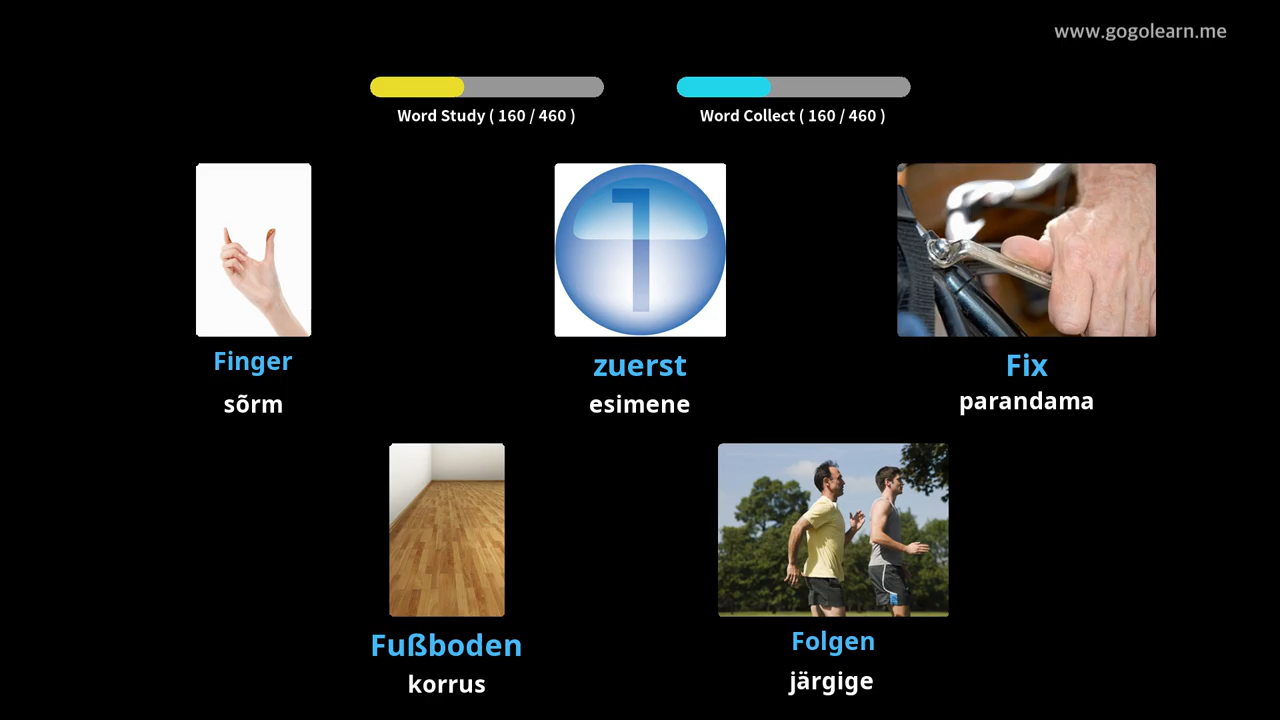 www.gogolearn.me
Word Study ( 160 / 460 )
Word Collect ( 160 / 460 )
1
Finger
sõrm
zuerst
esimene
Fix
parandama
Fußboden
korrus
Folgen
järgige